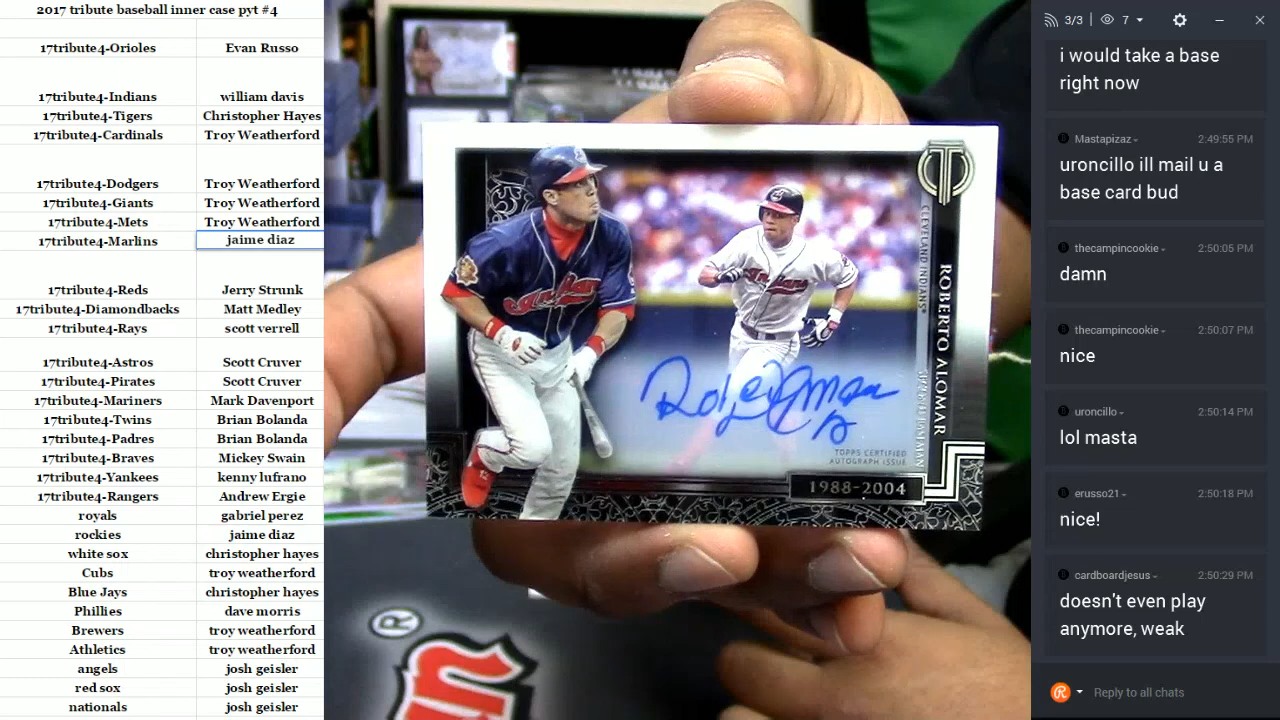 2017 tribute baseball inner case pyt #4
17tribute4-Orioles Evan Russo
17tribute4-Indians william davis
17tribute4-Tigers Christopher Hayes
17tribute4-Cardinals Troy Weatherford
17tribute4-Dodgers Troy Weatherford
17tribute4-Giants Troy Weatherford
17tribute4-Mets Troy Weatherford
17tribute4-Marlins jaime diaz
17tribute4-Reds Jerry Strunk
17tribute4-Diamondbacks Matt Medley
17tribute4-Rays scott verrell
17tribute4-Astros Scott Cruver
17tribute4-Pirates Scott Cruver
17tribute4-Mariners Mark Davenport
17tribute4-Twins Brian Bolanda
17tribute4-Padres Brian Bolanda
17tribute4-Braves Mickey Swain
17tribute4-Yankees kenny lufrano
17tribute4-Rangers Andrew Ergie
royals gabriel perez
rockies jaime diaz
white sox christopher hayes
Cubs troy weatherford
Blue Jays christopher hayes
Phillies dave morris
Brewers troy weatherford
Athletics troy weatherford
angels josh geisler
red sox josh geisler
nationals josh geisler
T
CLEVELAND INDIANS®
ROBERTO ALOMAR
Indians
Indians
12
TOPPS CERTIFIED
AUTOGRAPH ISSUE
1988-2004
®
3/3 | 7
i would take a base
right now
Mastapizaz 2:49:55 PM
uroncillo ill mail u a
base card bud
thecampincookie 2:50:05 PM
damn
thecampincookie 2:50:07 PM
nice
uroncillo 2:50:14 PM
lol masta
erusso21 2:50:18 PM
nice!
cardboardjesus 2:50:29 PM
doesn't even play
anymore, weak
Reply to all chats